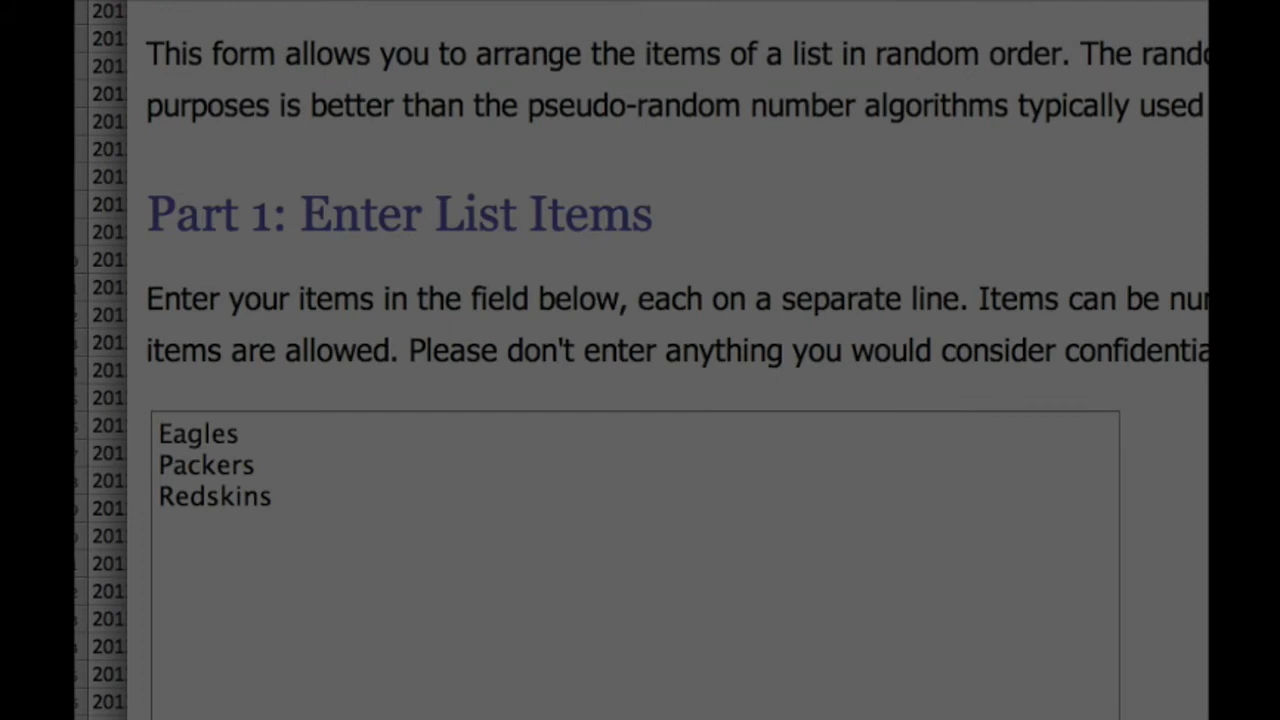 This form allows you to arrange the items of a list in random order. The
purposes is better than the pseudo-random number algorithms typically used
Part 1: Enter List Items
Enter your items in the field below, each on a separate line. Items can be
items are allowed. Please don't enter anything you would consider
Eagles
Packers
Redskins